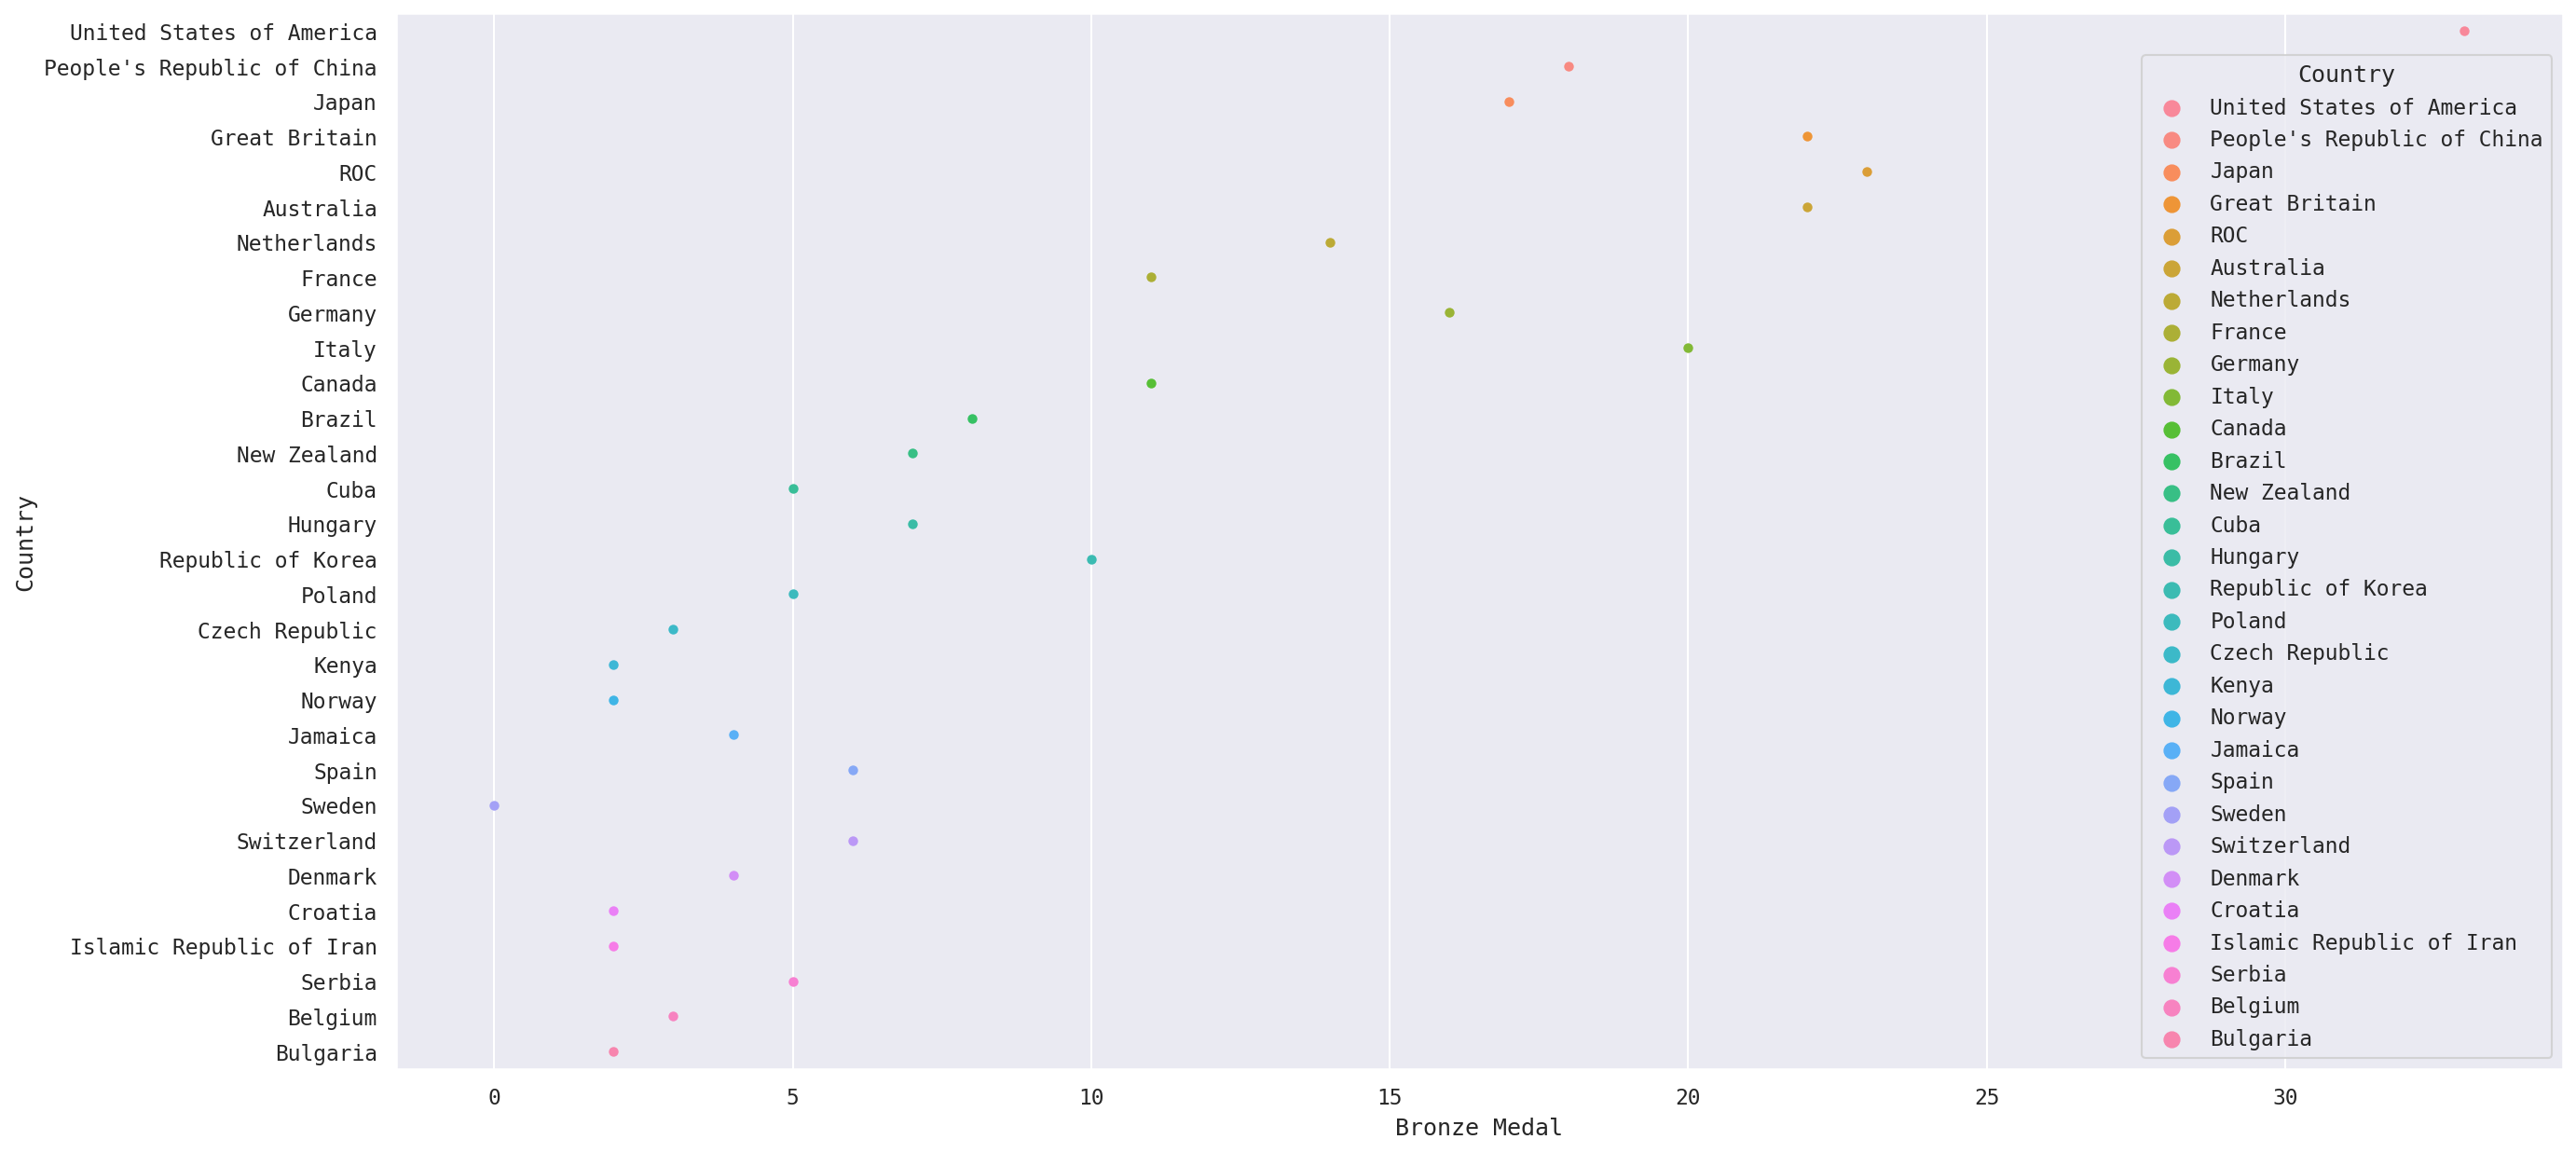 United States of America
People's Republic of China
Japan
Great Britain
ROC
Australia
Netherlands
France
Germany
Italy
Canada
Brazil
New Zealand
Cuba
Hungary
Republic of Korea
Poland
Czech Republic
Kenya
Norway
Jamaica
Spain
Sweden
Switzerland
Denmark
Croatia
Islamic Republic of Iran
Serbia
Belgium
Bulgaria
Country
0 5 10 15 20 25 30
Bronze Medal
Country
United States of America
People's Republic of China
Japan
Great Britain
ROC
Australia
Netherlands
France
Germany
Italy
Canada
Brazil
New Zealand
Cuba
Hungary
Republic of Korea
Poland
Czech Republic
Kenya
Norway
Jamaica
Spain
Sweden
Switzerland
Denmark
Croatia
Islamic Republic of Iran
Serbia
Belgium
Bulgaria